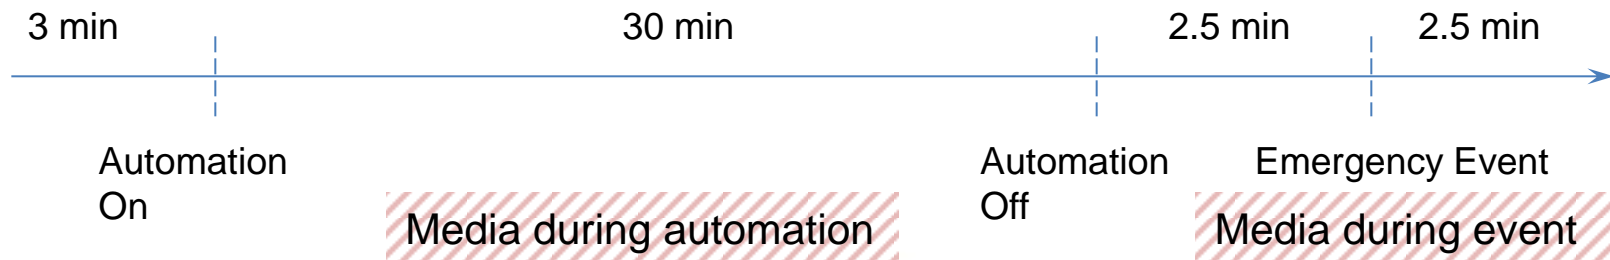 3 min
30 min
2.5 min
2.5 min
Automation
On
Automation
Off
Emergency Event
Media during automation
Media during event